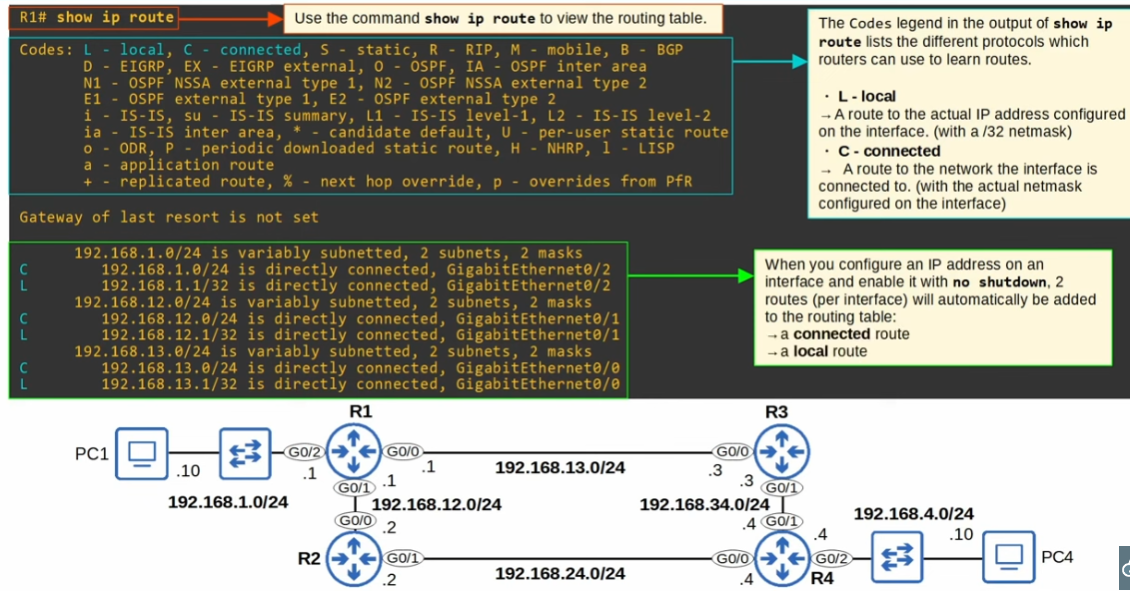 R1# show ip route
Use the command show ip route to view the routing table.
Codes: L - local, C - connected, S - static, R - RIP, M - mobile, B - BGP
D - EIGRP, EX - EIGRP external, O - OSPF, IA - OSPF inter area
N1 - OSPF NSSA external type 1, N2 - OSPF NSSA external type 2
E1 - OSPF external type 1, E2 - OSPF external type 2
i - IS-IS, su - IS-IS summary, L1 - IS-IS level-1, L2 - IS-IS level-2
ia - IS-IS inter area, * - candidate default, U - per-user static route
o - ODR, P - periodic downloaded static route, H - NHRP, l - LISP
a - application route
+ - replicated route, % - next hop override, p - overrides from PfR
The Codes legend in the output of show ip
route lists the different protocols which
routers can use to learn routes.
· L - local
→ A route to the actual IP address configured
on the interface. (with a /32 netmask)
· C - connected
→ A route to the network the interface is
connected to. (with the actual netmask
configured on the interface)
Gateway of last resort is not set
192.168.1.0/24 is variably subnetted, 2 subnets, 2 masks
C 192.168.1.0/24 is directly connected, GigabitEthernet0/2
L 192.168.1.1/32 is directly connected, GigabitEthernet0/2
192.168.12.0/24 is variably subnetted, 2 subnets, 2 masks
C 192.168.12.0/24 is directly connected, GigabitEthernet0/1
L 192.168.12.1/32 is directly connected, GigabitEthernet0/1
192.168.13.0/24 is variably subnetted, 2 subnets, 2 masks
C 192.168.13.0/24 is directly connected, GigabitEthernet0/0
L 192.168.13.1/32 is directly connected, GigabitEthernet0/0
When you configure an IP address on an
interface and enable it with no shutdown, 2
routes (per interface) will automatically be added
to the routing table:
→ a connected route
→ a local route
R1
R3
PC1
G0/2
G0/0
G0/0
.10
.1
.1
.3
192.168.13.0/24
192.168.1.0/24
G0/1
.1
.3
G0/1
192.168.12.0/24
192.168.34.0/24
192.168.4.0/24
G0/0
.2
.4
G0/1
.4
.10
R2
G0/1
G0/0
G0/2
PC4
.2
192.168.24.0/24
.4
R4